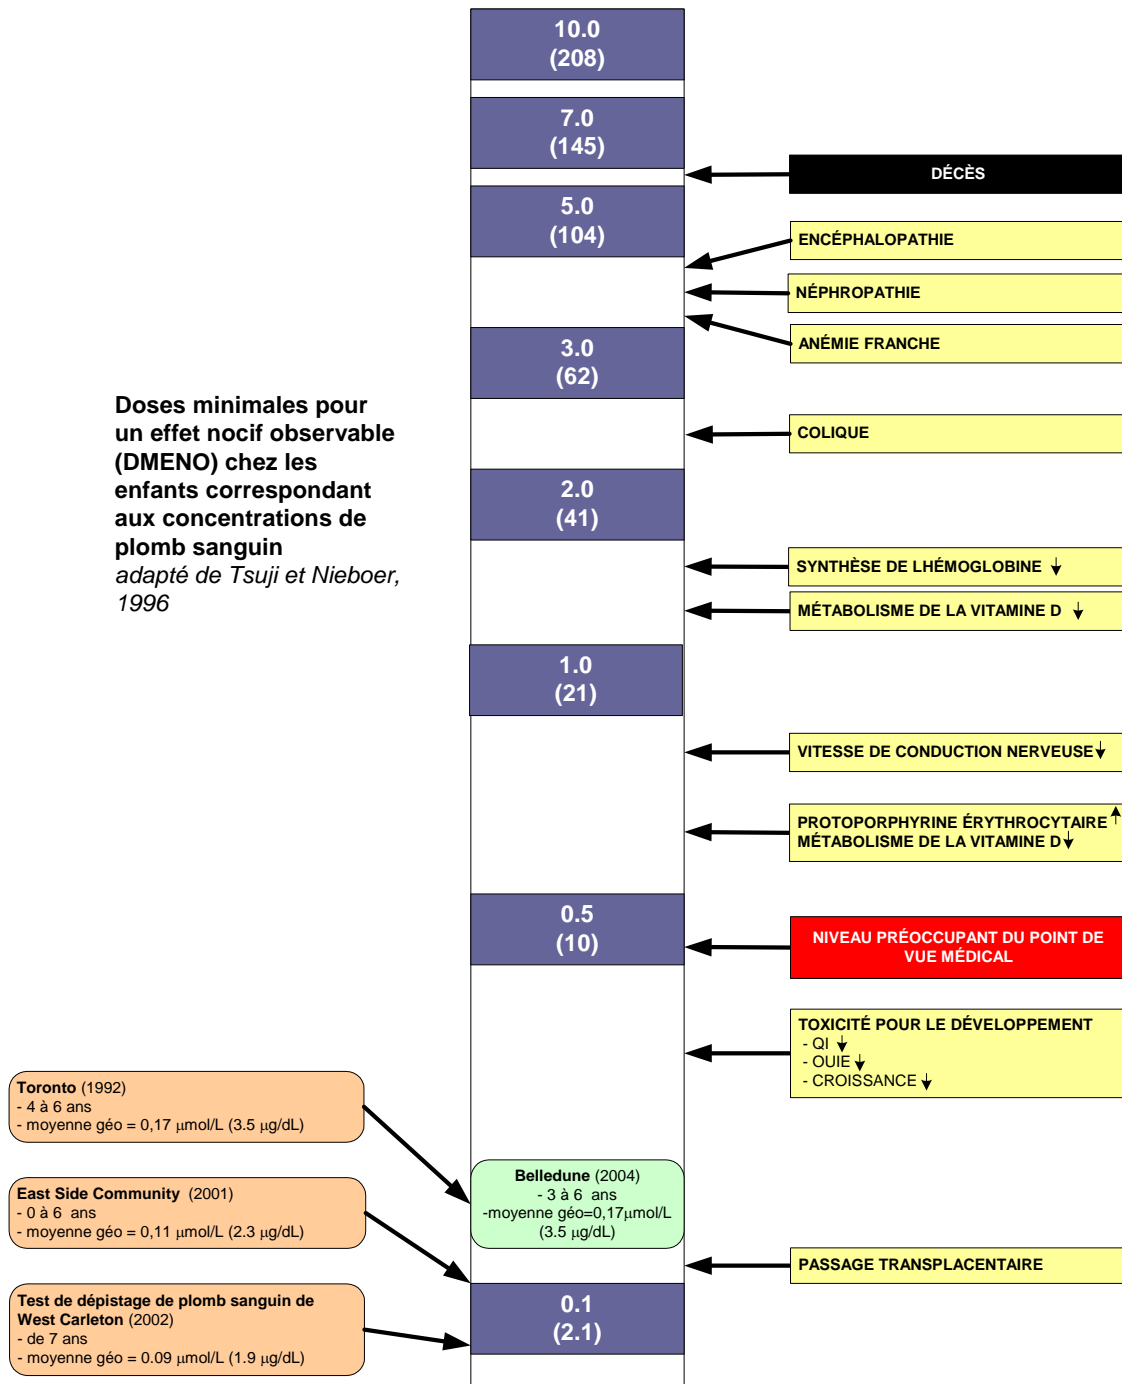 10.0
(208)
7.0
(145)
DÉCÈS
5.0
(104)
ENCÉPHALOPATHIE
NÉPHROPATHIE
ANÉMIE FRANCHE
3.0
(62)
Doses minimales pour
un effet nocif observable
(DMENO) chez les
enfants correspondant
aux concentrations de
plomb sanguin
adapté de Tsuji et Nieboer,
1996
COLIQUE
2.0
(41)
SYNTHÈSE DE LHÉMOGLOBINE ↓
MÉTABOLISME DE LA VITAMINE D ↓
1.0
(21)
VITESSE DE CONDUCTION NERVEUSE ↓
PROTOPORPHYRINE ÉRYTHROCYTAIRE ↑
MÉTABOLISME DE LA VITAMINE D ↓
0.5
(10)
NIVEAU PRÉOCCUPANT DU POINT DE
VUE MÉDICAL
TOXICITÉ POUR LE DÉVELOPPEMENT
- QI ↓
- OUIE ↓
- CROISSANCE ↓
Toronto (1992)
- 4 à 6 ans
- moyenne géo = 0,17 µmol/L (3.5 µg/dL)
Belledune (2004)
- 3 à 6 ans
-moyenne géo=0,17µmol/L
(3.5 µg/dL)
East Side Community (2001)
- 0 à 6 ans
- moyenne géo = 0,11 µmol/L (2.3 µg/dL)
PASSAGE TRANSPLACENTAIRE
0.1
(2.1)
Test de dépistage de plomb sanguin de
West Carleton (2002)
- de 7 ans
- moyenne géo = 0.09 µmol/L (1.9 µg/dL)